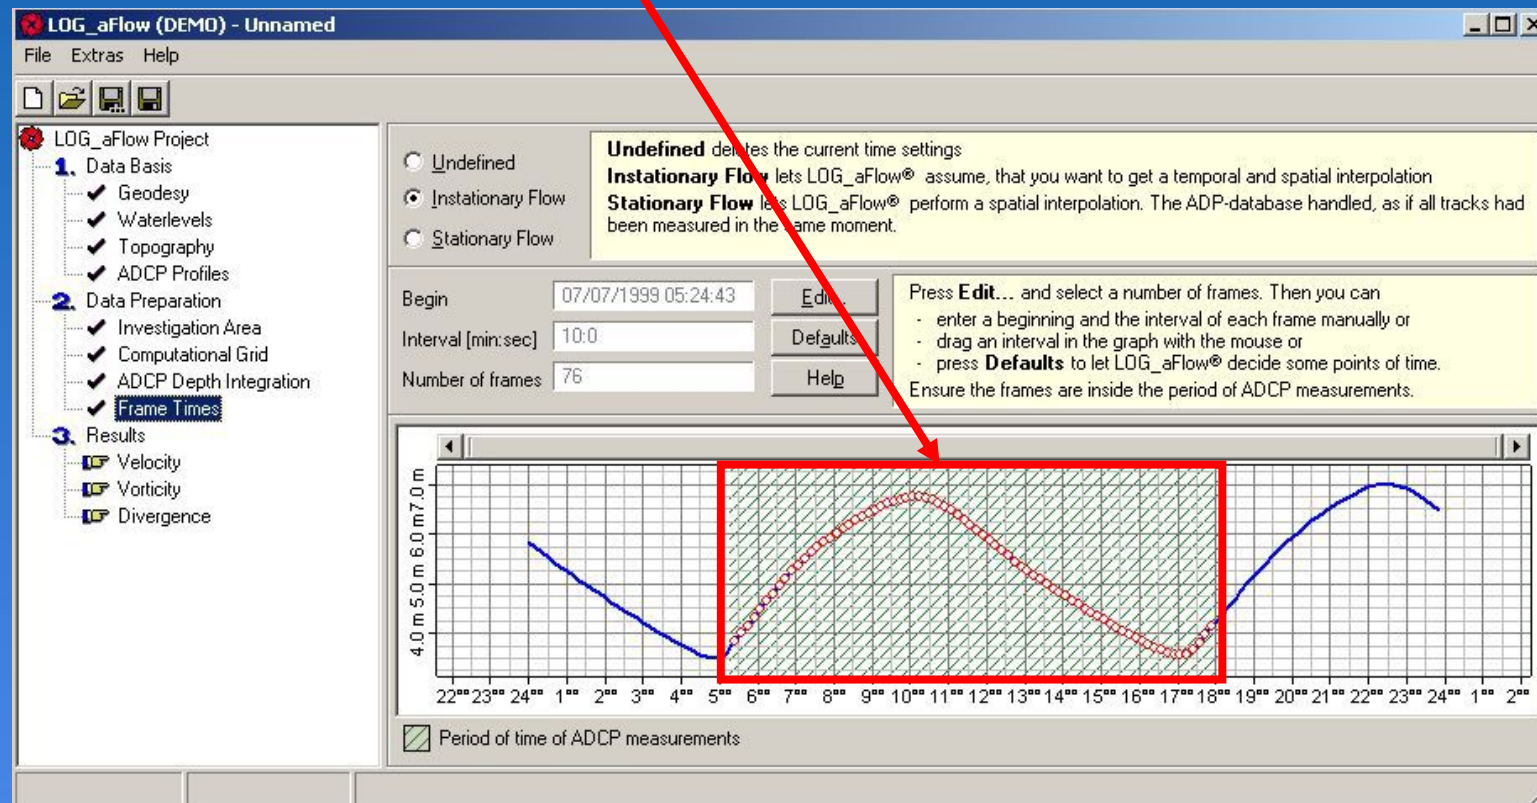 LOG_aFlow (DEMO) - Unnamed
File Extras Help
LOG_aFlow Project
1. Data Basis
Geodesy
Waterlevels
Topography
ADCP Profiles
2. Data Preparation
Investigation Area
Computational Grid
ADCP Depth Integration
Frame Times
3. Results
Velocity
Vorticity
Divergence
Undefined
Instationary Flow
Stationary Flow
Undefined deletes the current time settings
Instationary Flow lets LOG_aFlow® assume, that you want to get a temporal and spatial interpolation
Stationary Flow lets LOG_aFlow® perform a spatial interpolation. The ADP-database handled, as if all tracks had
been measured in the same moment.
Begin 07/07/1999 05:24:43 Edit...
Interval [min:sec] 10:0 Defaults
Number of frames 76 Help
Press Edit... and select a number of frames. Then you can
- enter a beginning and the interval of each frame manually or
- drag an interval in the graph with the mouse or
- press Defaults to let LOG_aFlow® decide some points of time.
Ensure the frames are inside the period of ADCP measurements.
4.0 m 5.0 m 6.0 m 7.0 m
22°° 23°° 24°° 1°° 2°° 3°° 4°° 5°° 6°° 7°° 8°° 9°° 10°° 11°° 12°° 13°° 14°° 15°° 16°° 17°° 18°° 19°° 20°° 21°° 22°° 23°° 24°° 1°° 2°°
Period of time of ADCP measurements